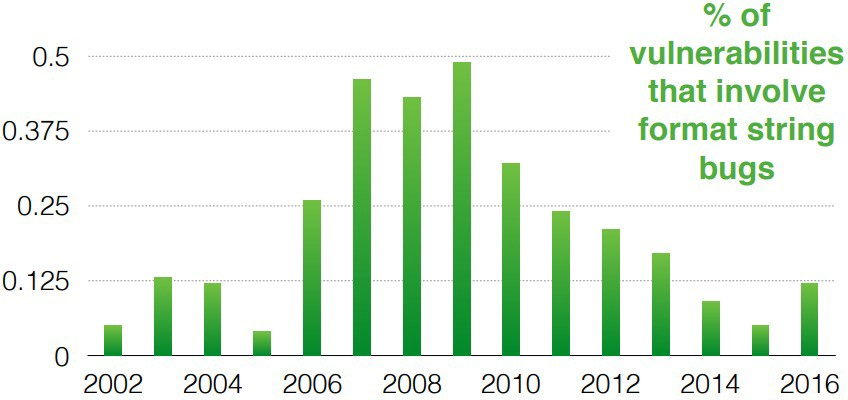 % of
vulnerabilities
that involve
format string
bugs
0.5
0.375
0.25
0.125
0
2002 2004 2006 2008 2010 2012 2014 2016